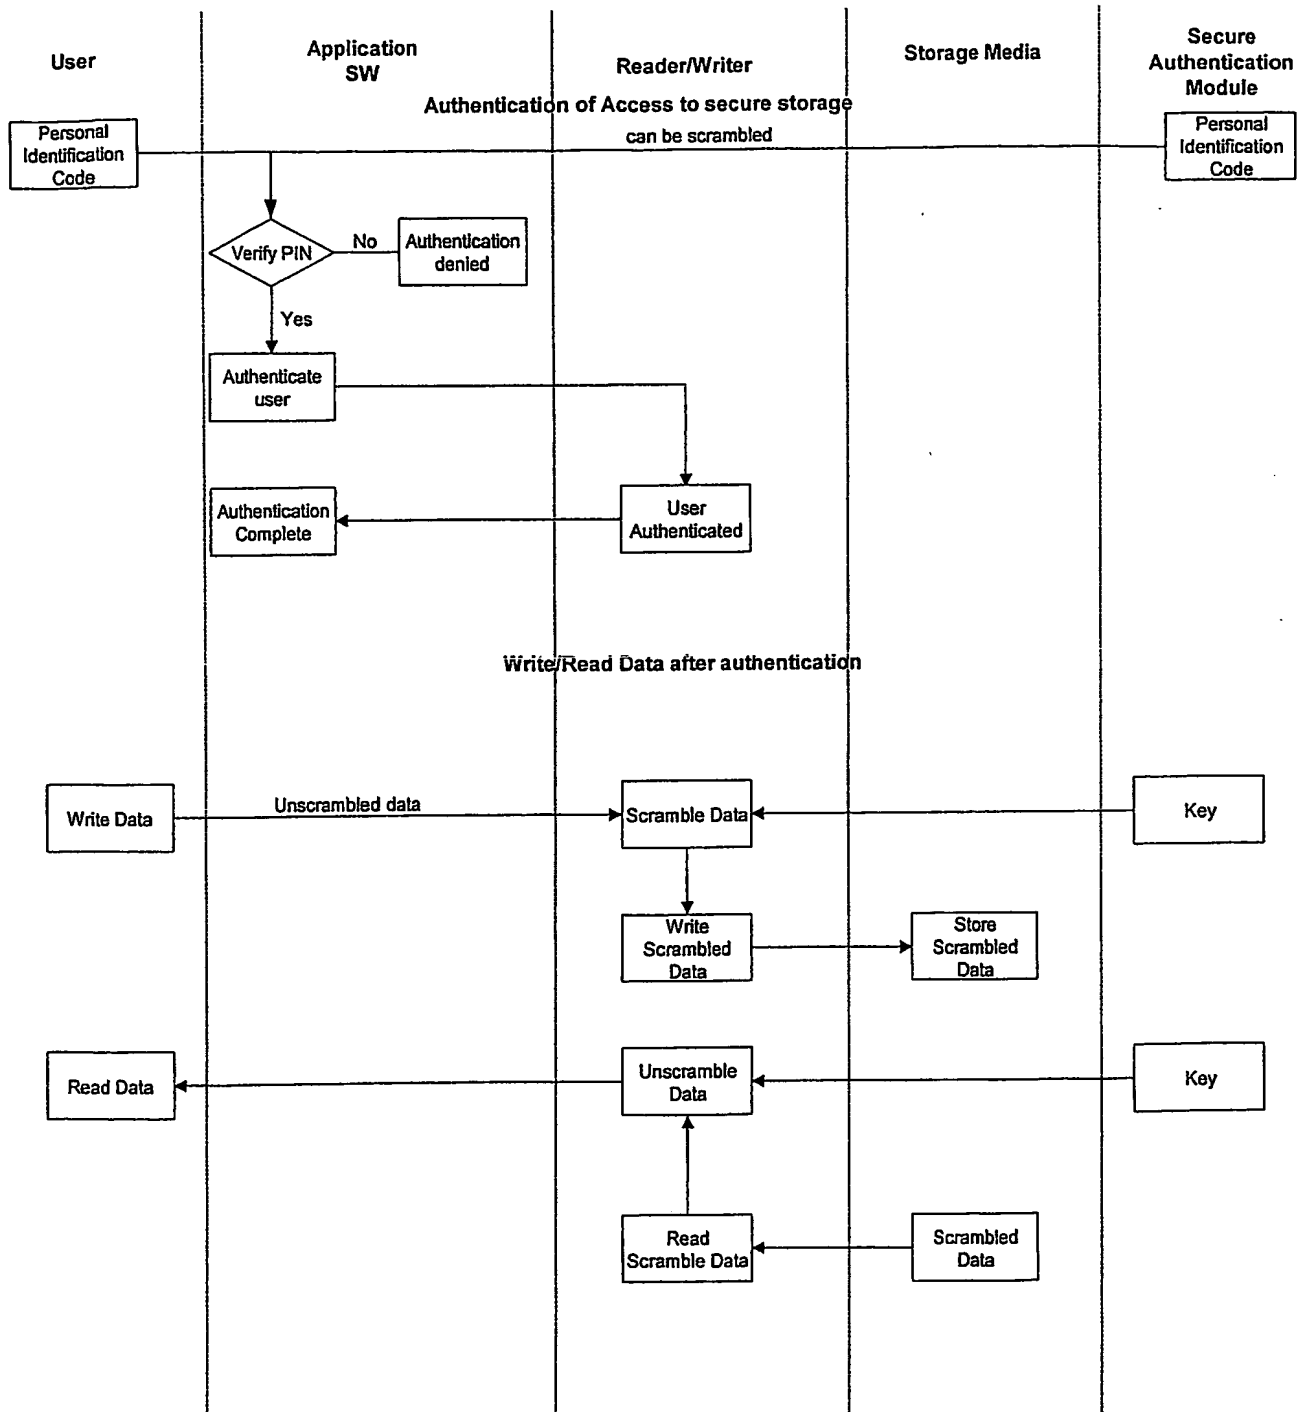 User
Application
SW
Reader/Writer
Storage Media
Secure
Authentication
Module
Authentication of Access to secure storage
can be scrambled
Personal
Identification
Code
Personal
Identification
Code
Verify PIN
No
Authentication
denied
Yes
Authenticate
user
Authentication
Complete
User
Authenticated
Write/Read Data after authentication
Write Data
Unscrambled data
Scramble Data
Key
Write
Scrambled
Data
Store
Scrambled
Data
Read Data
Unscramble
Data
Key
Read
Scramble Data
Scrambled
Data